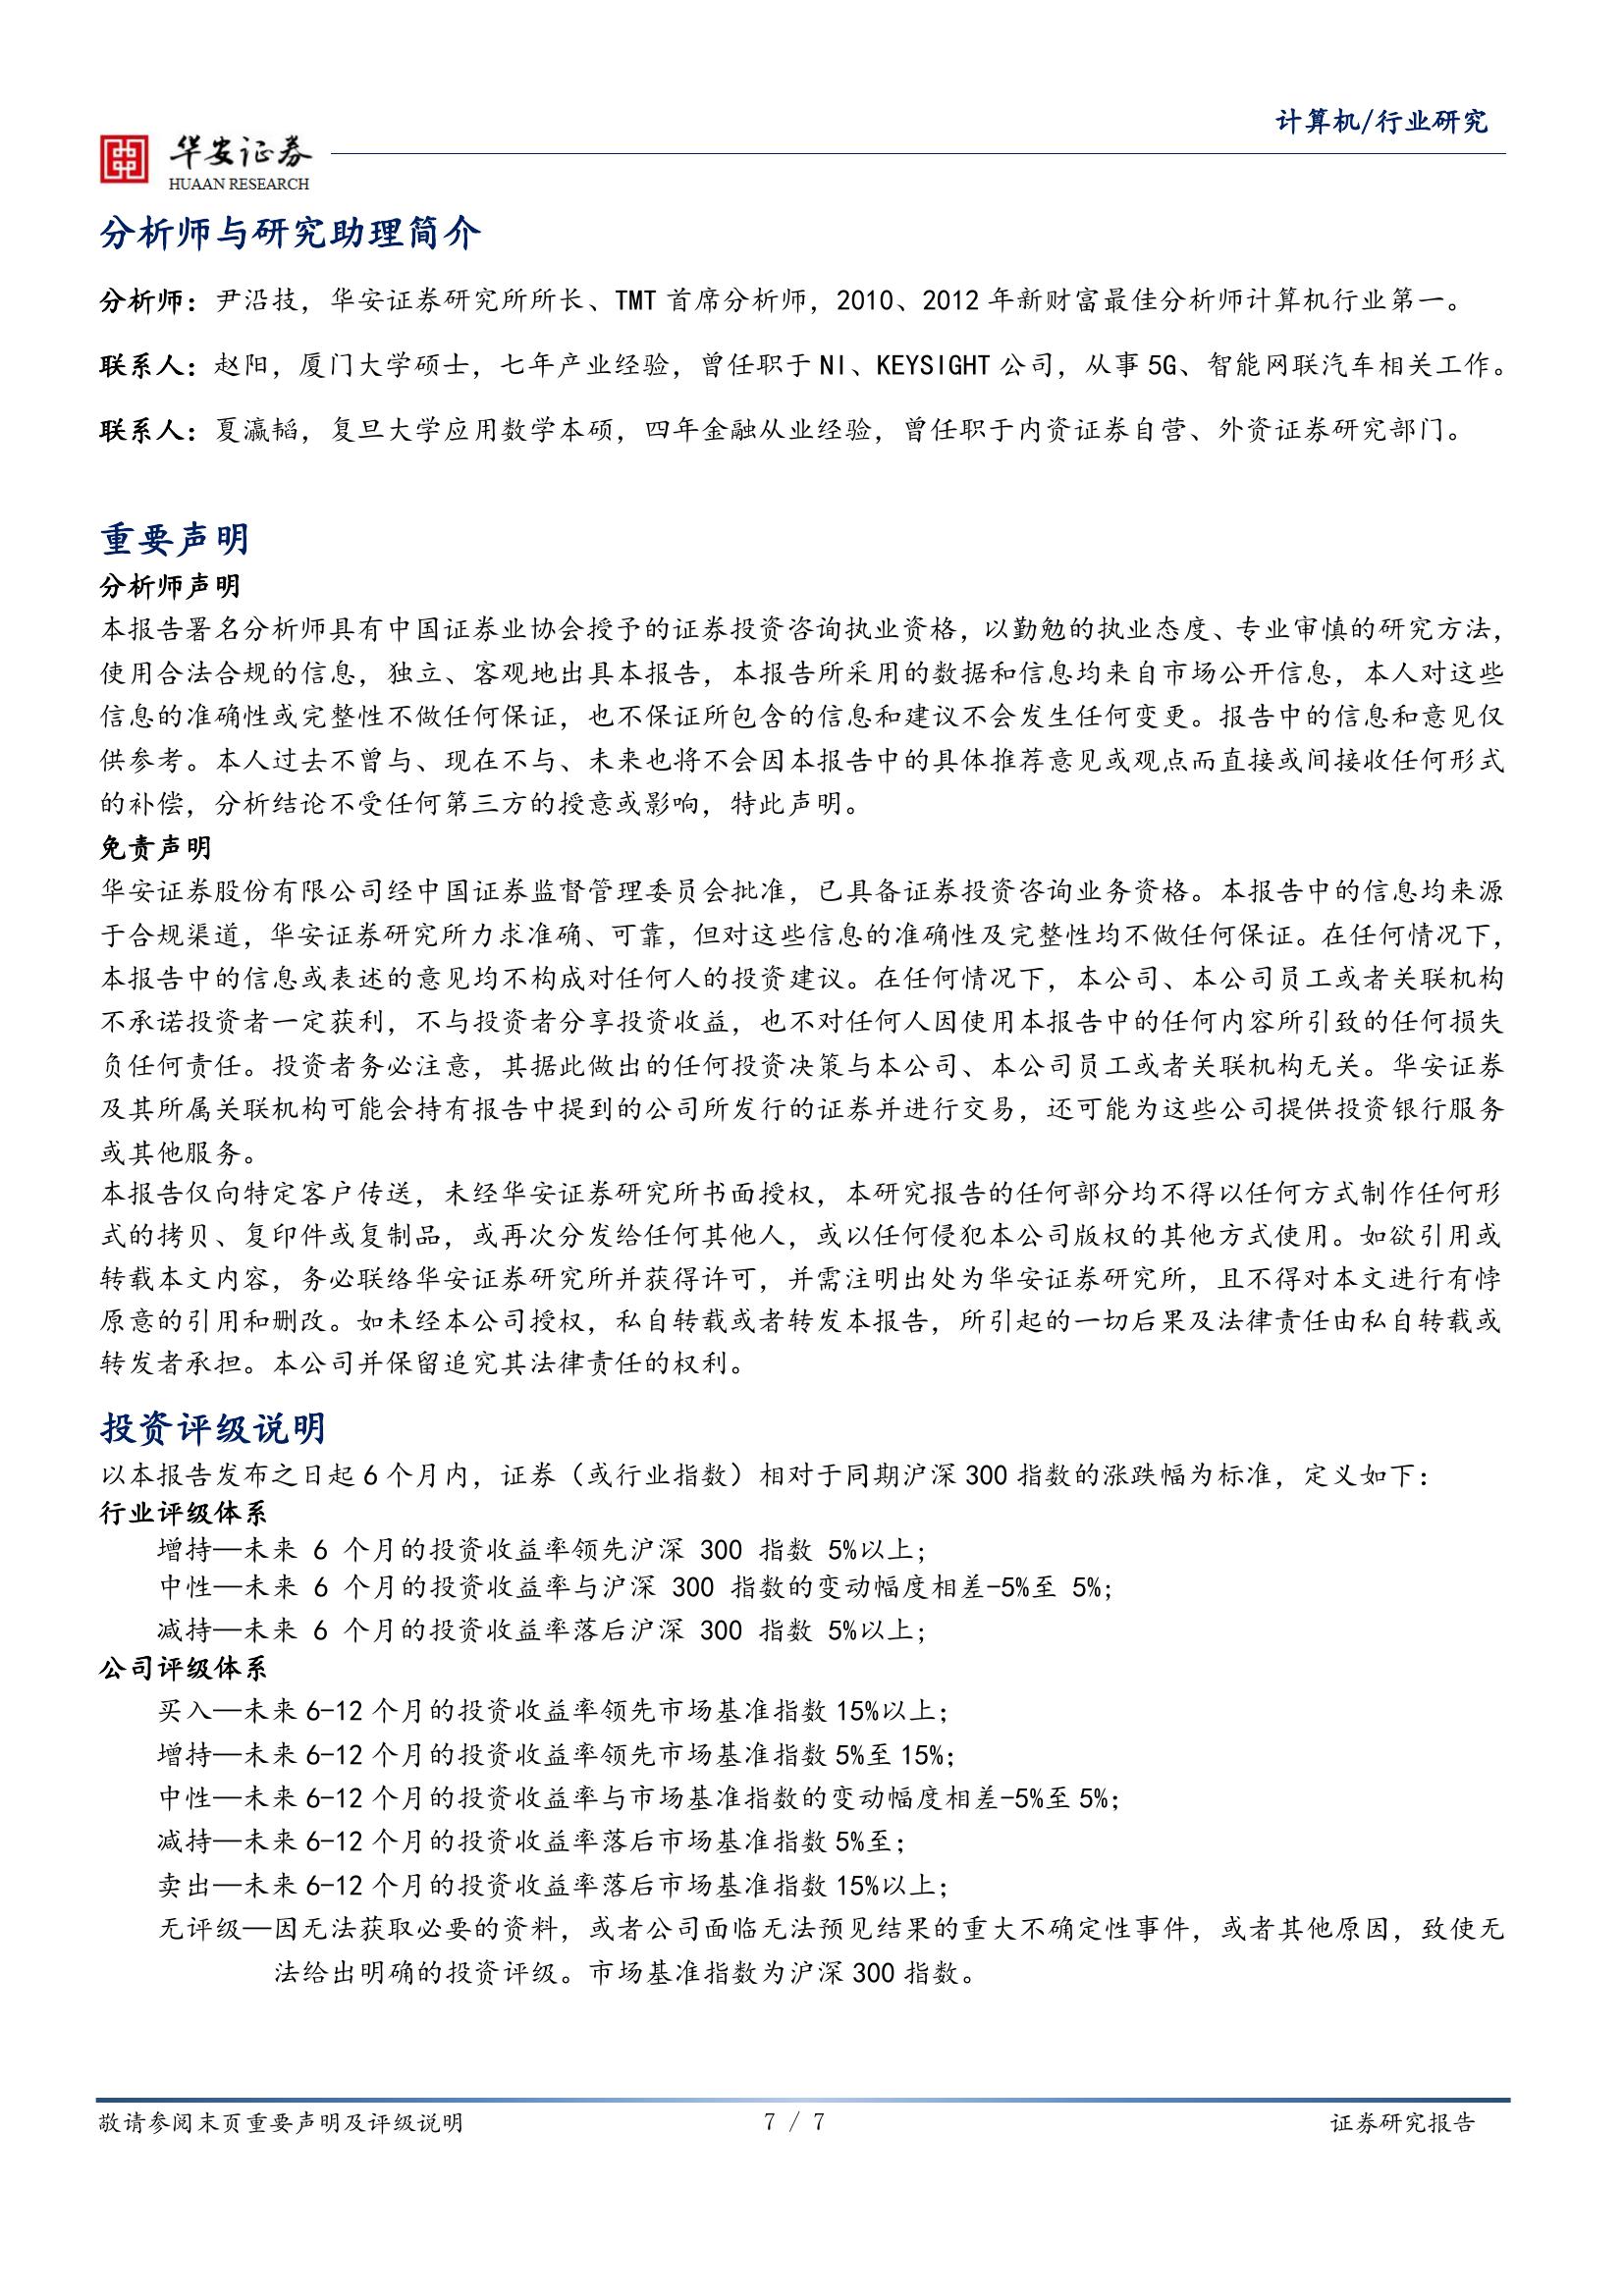 计算机/行业研究
华安证券
HUAAN RESEARCH
分析师与研究助理简介
分析师：尹沿技，华安证券研究所所长、TMT 首席分析师，2010、2012 年新财富最佳分析师计算机行业第一。
联系人：赵阳，厦门大学硕士，七年产业经验，曾任职于 NI、KEYSIGHT 公司，从事 5G、智能网联汽车相关工作。
联系人：夏瀛韬，复旦大学应用数学本硕，四年金融从业经验，曾任职于内资证券自营、外资证券研究部门。
重要声明
分析师声明
本报告署名分析师具有中国证券业协会授予的证券投资咨询执业资格，以勤勉的执业态度、专业审慎的研究方法，
使用合法合规的信息，独立、客观地出具本报告，本报告所采用的数据和信息均来自市场公开信息，本人对这些
信息的准确性或完整性不做任何保证，也不保证所包含的信息和建议不会发生任何变更。报告中的信息和意见仅
供参考。本人过去不曾与、现在不与、未来也将不会因本报告中的具体推荐意见或观点而直接或间接收任何形式
的补偿，分析结论不受任何第三方的授意或影响，特此声明。
免责声明
华安证券股份有限公司经中国证券监督管理委员会批准，已具备证券投资咨询业务资格。本报告中的信息均来源
于合规渠道，华安证券研究所力求准确、可靠，但对这些信息的准确性及完整性均不做任何保证。在任何情况下，
本报告中的信息或表述的意见均不构成对任何人的投资建议。在任何情况下，本公司、本公司员工或者关联机构
不承诺投资者一定获利，不与投资者分享投资收益，也不对任何人因使用本报告中的任何内容所引致的任何损失
负任何责任。投资者务必注意，其据此做出的任何投资决策与本公司、本公司员工或者关联机构无关。华安证券
及其所属关联机构可能会持有报告中提到的公司所发行的证券并进行交易，还可能为这些公司提供投资银行服务
或其他服务。
本报告仅向特定客户传送，未经华安证券研究所书面授权，本研究报告的任何部分均不得以任何方式制作任何形
式的拷贝、复印件或复制品，或再次分发给任何其他人，或以任何侵犯本公司版权的其他方式使用。如欲引用或
转载本文内容，务必联络华安证券研究所并获得许可，并需注明出处为华安证券研究所，且不得对本文进行有悖
原意的引用和删改。如未经本公司授权，私自转载或者转发本报告，所引起的一切后果及法律责任由私自转载或
转发者承担。本公司并保留追究其法律责任的权利。
投资评级说明
以本报告发布之日起 6 个月内，证券（或行业指数）相对于同期沪深 300 指数的涨跌幅为标准，定义如下：
行业评级体系
增持—未来 6 个月的投资收益率领先沪深 300 指数 5%以上;
中性—未来 6 个月的投资收益率与沪深 300 指数的变动幅度相差-5%至 5%;
减持—未来 6 个月的投资收益率落后沪深 300 指数 5%以上;
公司评级体系
买入—未来 6-12 个月的投资收益率领先市场基准指数 15%以上;
增持—未来 6-12 个月的投资收益率领先市场基准指数 5%至 15%;
中性—未来 6-12 个月的投资收益率与市场基准指数的变动幅度相差-5%至 5%;
减持—未来 6-12 个月的投资收益率落后市场基准指数 5%至;
卖出—未来 6-12 个月的投资收益率落后市场基准指数 15%以上;
无评级—因无法获取必要的资料，或者公司面临无法预见结果的重大不确定性事件，或者其他原因，致使无
法给出明确的投资评级。市场基准指数为沪深 300 指数。
敬请参阅末页重要声明及评级说明
7 / 7
证券研究报告